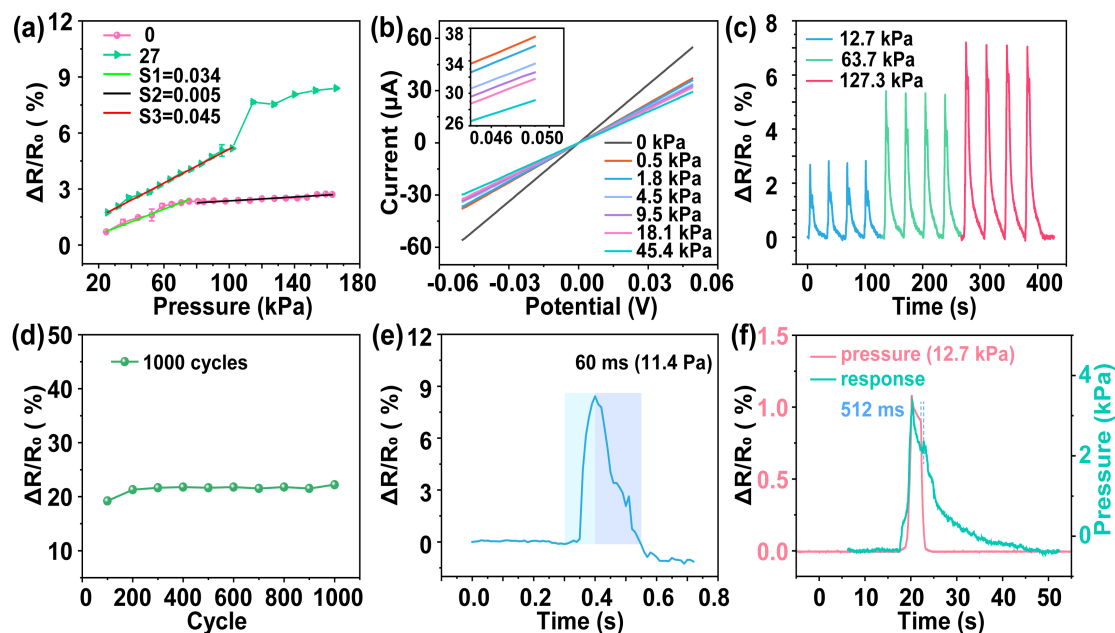 (a)
12
9
6
3
0
ΔR/R₀ ( %)
0
27
S1=0.034
S2=0.005
S3=0.045
20
60
100
140
180
Pressure (kPa)
(b)
60
30
0
-30
-60
Current (μA)
38
34
30
26
0.046
0.050
0 kPa
0.5 kPa
1.8 kPa
4.5 kPa
9.5 kPa
18.1 kPa
45.4 kPa
-0.06
-0.03
0.00
0.03
0.06
Potential (V)
(c)
8
6
4
2
0
ΔR/R₀ ( %)
12.7 kPa
63.7 kPa
127.3 kPa
0
100
200
300
400
Time (s)
(d)
50
40
30
20
10
ΔR/R₀ ( %)
1000 cycles
0
200
400
600
800
1000
Cycle
(e)
12
9
6
3
0
ΔR/R₀ ( %)
60 ms (11.4 Pa)
0.0
0.2
0.4
0.6
0.8
Time (s)
(f)
1.5
1.0
0.5
0.0
ΔR/R₀ ( %)
pressure (12.7 kPa)
response
512 ms
4
2
0
Pressure (kPa)
0
10
20
30
40
50
Time (s)